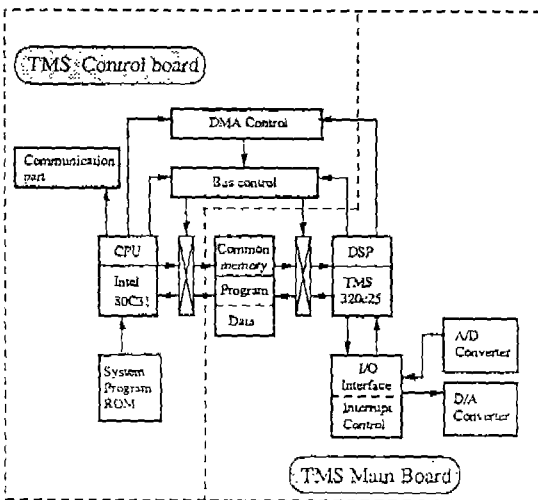 TMS Control board
DMA Control
Communication
part
Bus control
CPU
Intel
80C31
Common
memory
Program
Data
DSP
TMS
320c25
System
Program
ROM
I/O
Interface
Interrupt
Control
A/D
Converter
D/A
Converter
TMS Main Board